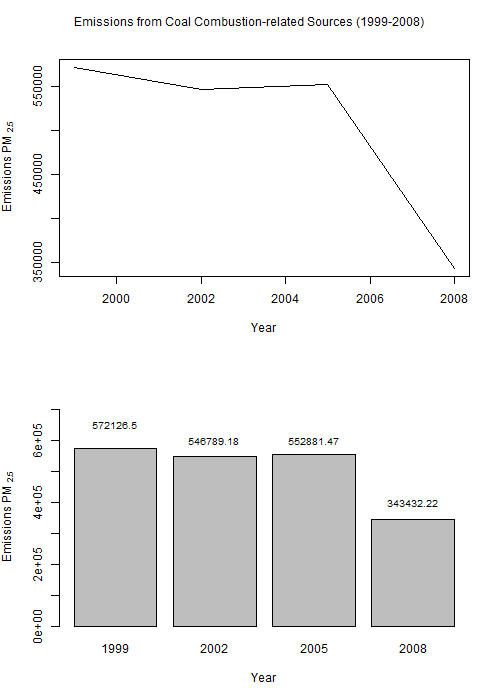 Emissions from Coal Combustion-related Sources (1999-2008)
Emissions PM 2.5
550000
450000
350000
2000 2002 2004 2006 2008
Year
Emissions PM 2.5
6e+05
4e+05
2e+05
0e+00
572126.5 546789.18 552881.47 343432.22
1999 2002 2005 2008
Year